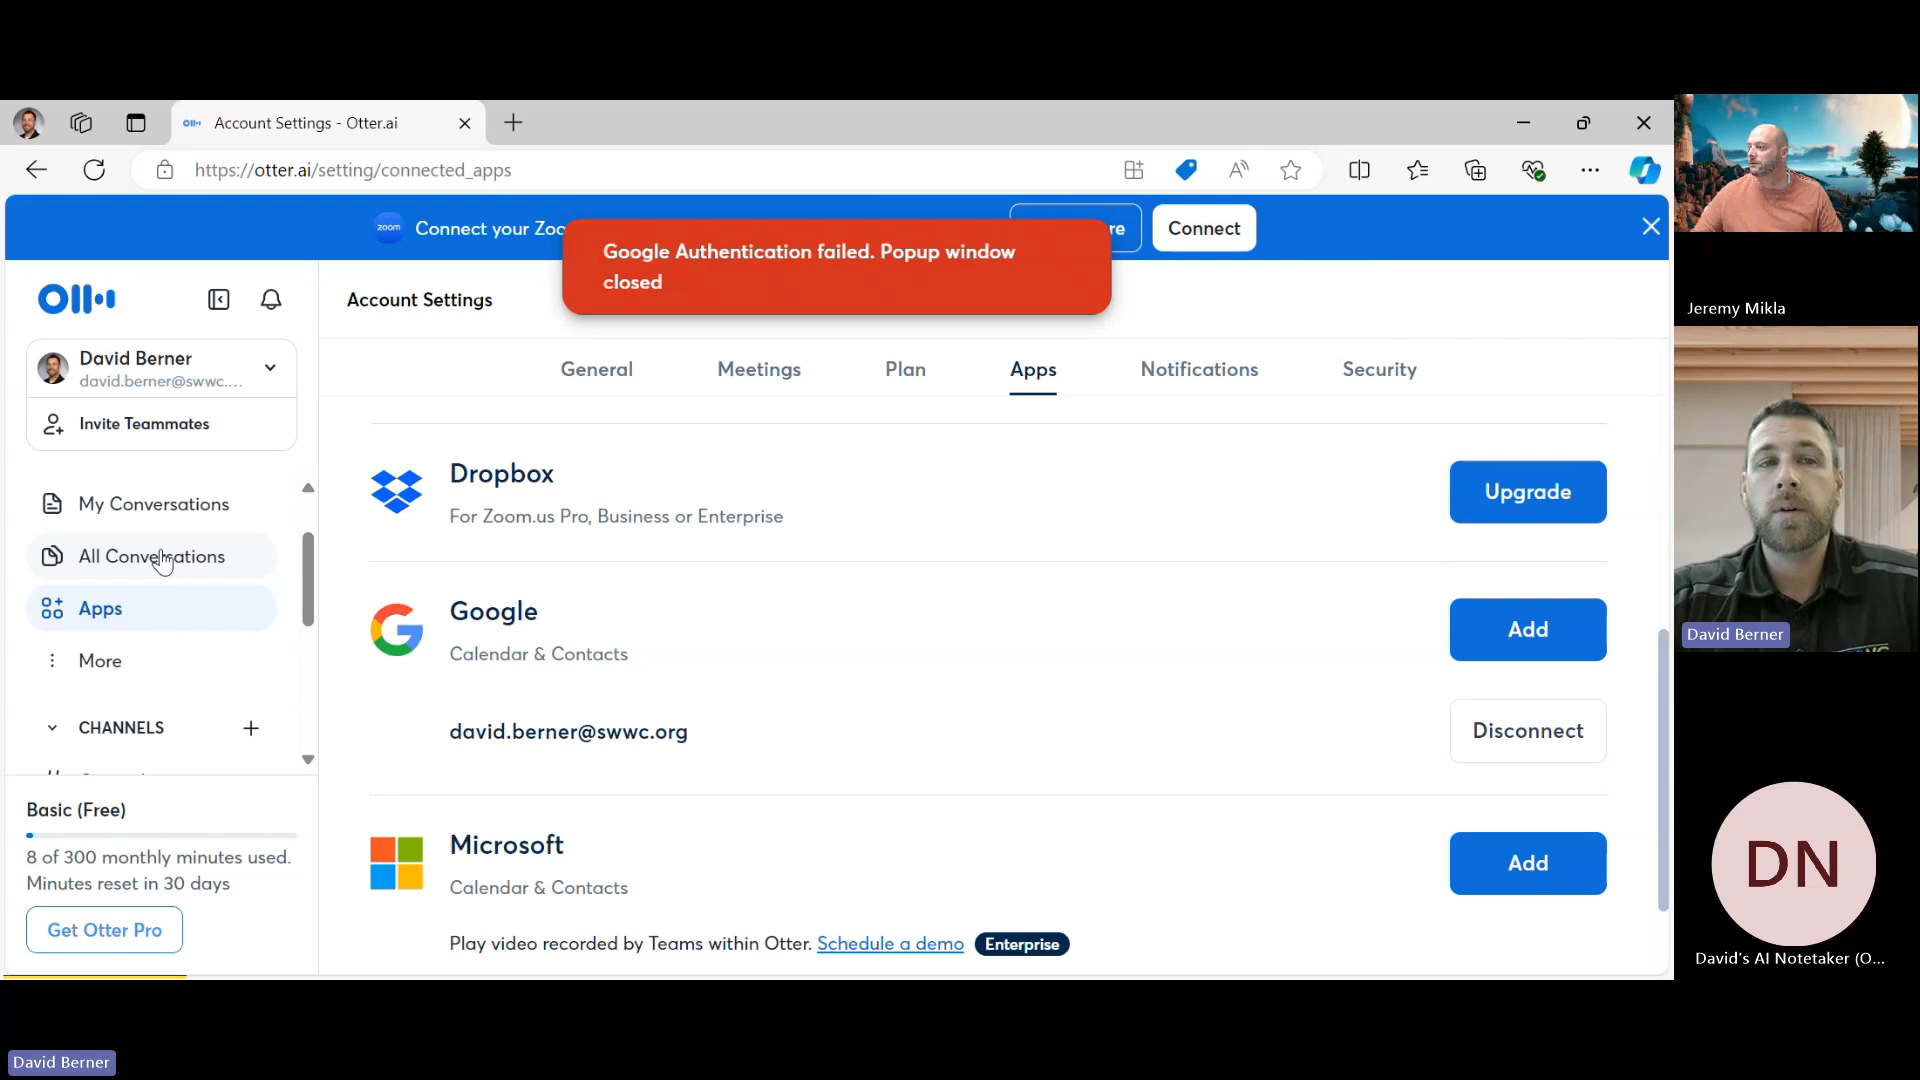 Account Settings - Otter.ai
https://otter.ai/setting/connected_apps
zoom
Connect your Zoo
re
Connect
Google Authentication failed. Popup window
closed
Account Settings
David Berner
david.berner@swwc....
Invite Teammates
General
Meetings
Plan
Apps
Notifications
Security
My Conversations
All Conversations
Apps
More
CHANNELS
Basic (Free)
8 of 300 monthly minutes used.
Minutes reset in 30 days
Get Otter Pro
Dropbox
For Zoom.us Pro, Business or Enterprise
Upgrade
Google
Calendar & Contacts
Add
david.berner@swwc.org
Disconnect
Microsoft
Calendar & Contacts
Add
Play video recorded by Teams within Otter. Schedule a demo
Enterprise
Jeremy Mikla
David Berner
DN
David's AI Notetaker (O...
David Berner